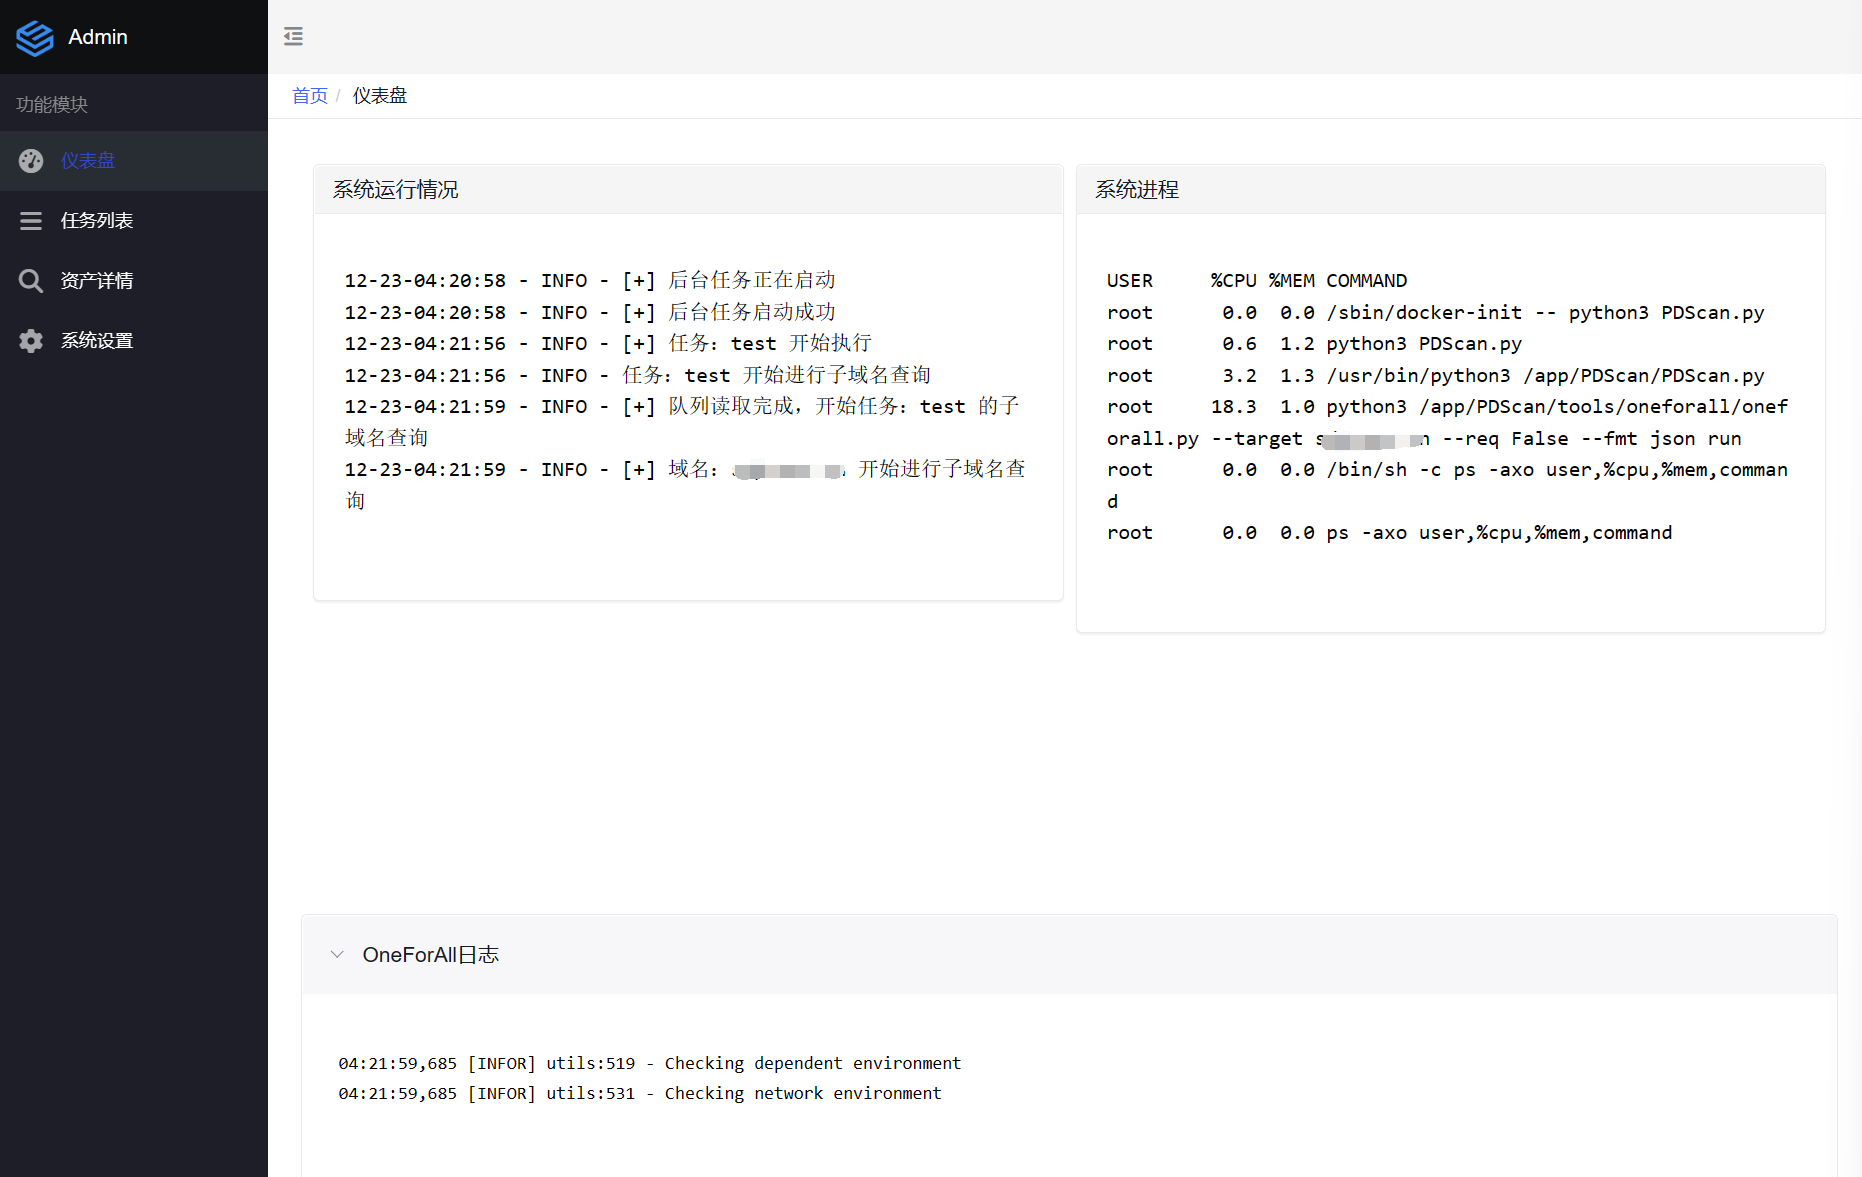 Admin
功能模块
仪表盘
任务列表
资产详情
系统设置
首页 / 仪表盘
系统运行情况
12-23-04:20:58 - INFO - [+] 后台任务正在启动
12-23-04:20:58 - INFO - [+] 后台任务启动成功
12-23-04:21:56 - INFO - [+] 任务：test 开始执行
12-23-04:21:56 - INFO - 任务：test 开始进行子域名查询
12-23-04:21:59 - INFO - [+] 队列读取完成，开始任务：test 的子
域名查询
12-23-04:21:59 - INFO - [+] 域名： 开始进行子域名查
询
系统进程
USER     %CPU %MEM COMMAND
root      0.0  0.0 /sbin/docker-init -- python3 PDScan.py
root      0.6  1.2 python3 PDScan.py
root      3.2  1.3 /usr/bin/python3 /app/PDScan/PDScan.py
root     18.3  1.0 python3 /app/PDScan/tools/oneforall/onef
orall.py --target --req False --fmt json run
root      0.0  0.0 /bin/sh -c ps -axo user,%cpu,%mem,comman
d
root      0.0  0.0 ps -axo user,%cpu,%mem,command
OneForAll日志
04:21:59,685 [INFOR] utils:519 - Checking dependent environment
04:21:59,685 [INFOR] utils:531 - Checking network environment